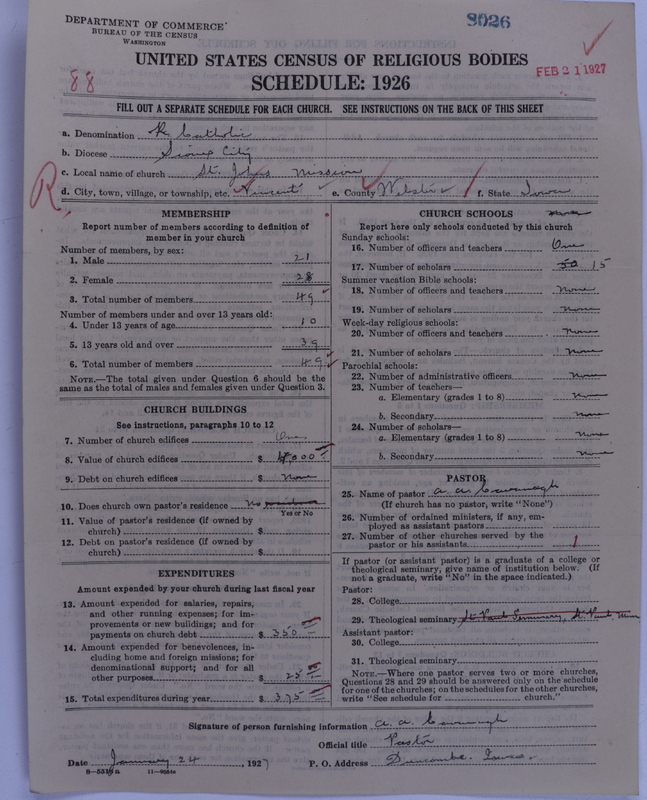 DEPARTMENT OF COMMERCE
BUREAU OF THE CENSUS
WASHINGTON
8026
UNITED STATES CENSUS OF RELIGIOUS BODIES
SCHEDULE: 1926
FEB 21 1927
88
FILL OUT A SEPARATE SCHEDULE FOR EACH CHURCH. SEE INSTRUCTIONS ON THE BACK OF THIS SHEET
a. Denomination R Catholic
b. Diocese Sioux City
c. Local name of church St. Johns Mission
R
d. City, town, village, or township, etc. Vincent e. County Webster f. State Iowa
MEMBERSHIP
Report number of members according to definition of
member in your church
Number of members, by sex:
1. Male 21
2. Female 28
3. Total number of members 49
Number of members under and over 13 years old:
4. Under 13 years of age 10
5. 13 years old and over 39
6. Total number of members 49
NOTE.—The total given under Question 6 should be
same as the total of males and females given under Question 3.
CHURCH BUILDINGS
See instructions, paragraphs 10 to 12
7. Number of church edifices One
8. Value of church edifices $ 4000
9. Debt on church edifices $ None
10. Does church own pastor's residence No
Yes or No
11. Value of pastor's residence (if owned by
church) $
12. Debt on pastor's residence (if owned by
church) $
EXPENDITURES
Amount expended by your church during last fiscal year
13. Amount expended for salaries, repairs,
and other running expenses; for im-
provements or new buildings; and for
payments on church debt $ 350
14. Amount expended for benevolences, in-
cluding home and foreign missions; for
denominational support; and for all
other purposes $ 25
15. Total expenditures during year $ 375
CHURCH SCHOOLS
Report here only schools conducted by this church
Sunday schools:
16. Number of officers and teachers One
17. Number of scholars 50 15
Summer vacation Bible schools:
18. Number of officers and teachers None
19. Number of scholars None
Week-day religious schools:
20. Number of officers and teachers None
21. Number of scholars None
Parochial schools:
22. Number of administrative officers None
23. Number of teachers—
a. Elementary (grades 1 to 8) None
b. Secondary None
24. Number of scholars—
a. Elementary (grades 1 to 8) None
b. Secondary None
PASTOR
25. Name of pastor A. A. Cavanagh
(If church has no pastor, write "None")
26. Number of ordained ministers, if any, em-
ployed as assistant pastors
27. Number of other churches served by the
pastor or his assistants 1
If pastor (or assistant pastor) is a graduate of a college or
theological seminary, give name of institution below. (If
not a graduate, write "No" in the space indicated.)
Pastor:
28. College
29. Theological seminary St Paul Seminary, St. Paul Minn
Assistant pastor:
30. College
31. Theological seminary
NOTE.—Where one pastor serves two or more churches,
Questions 28 and 29 should be answered only on the schedule
for one of the churches; on the schedules for the other churches,
write "See schedule for church."
Signature of person furnishing information A. A. Cavanagh
Official title Pastor
Date January 24, 1927 P. O. Address Duncombe Iowa.
8—5518a 11—9084a